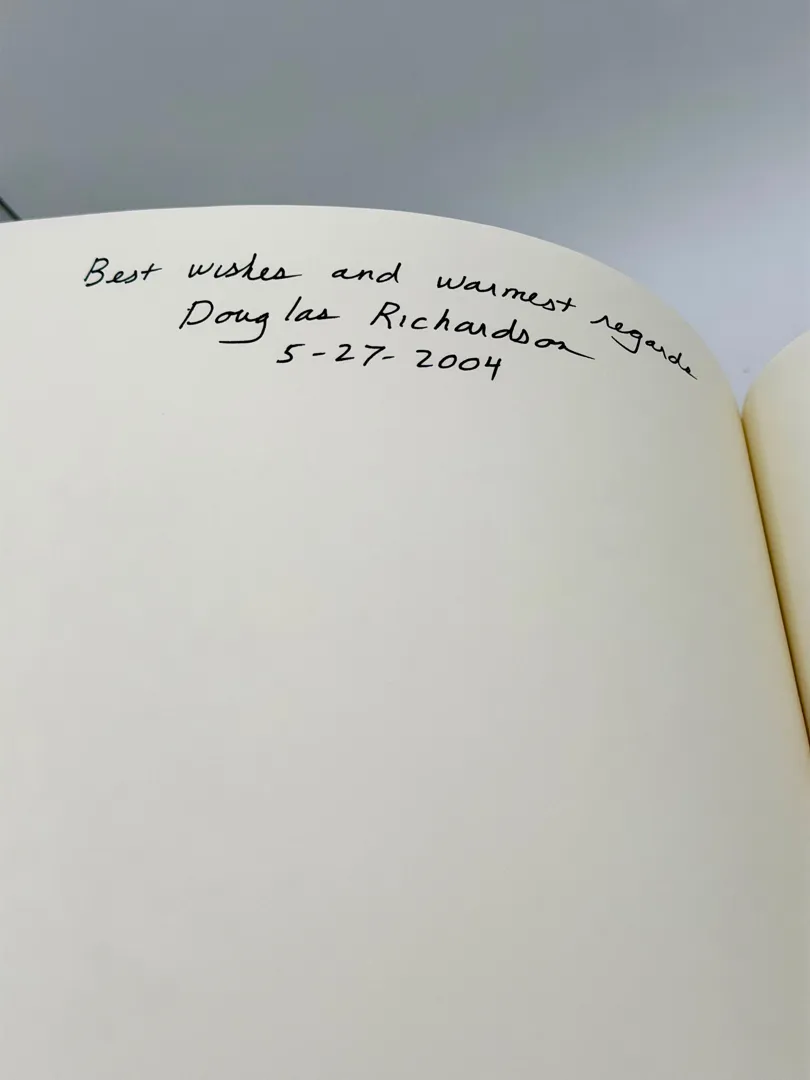 Best wishes and warmest regards
Douglas Richardson
5-27-2004